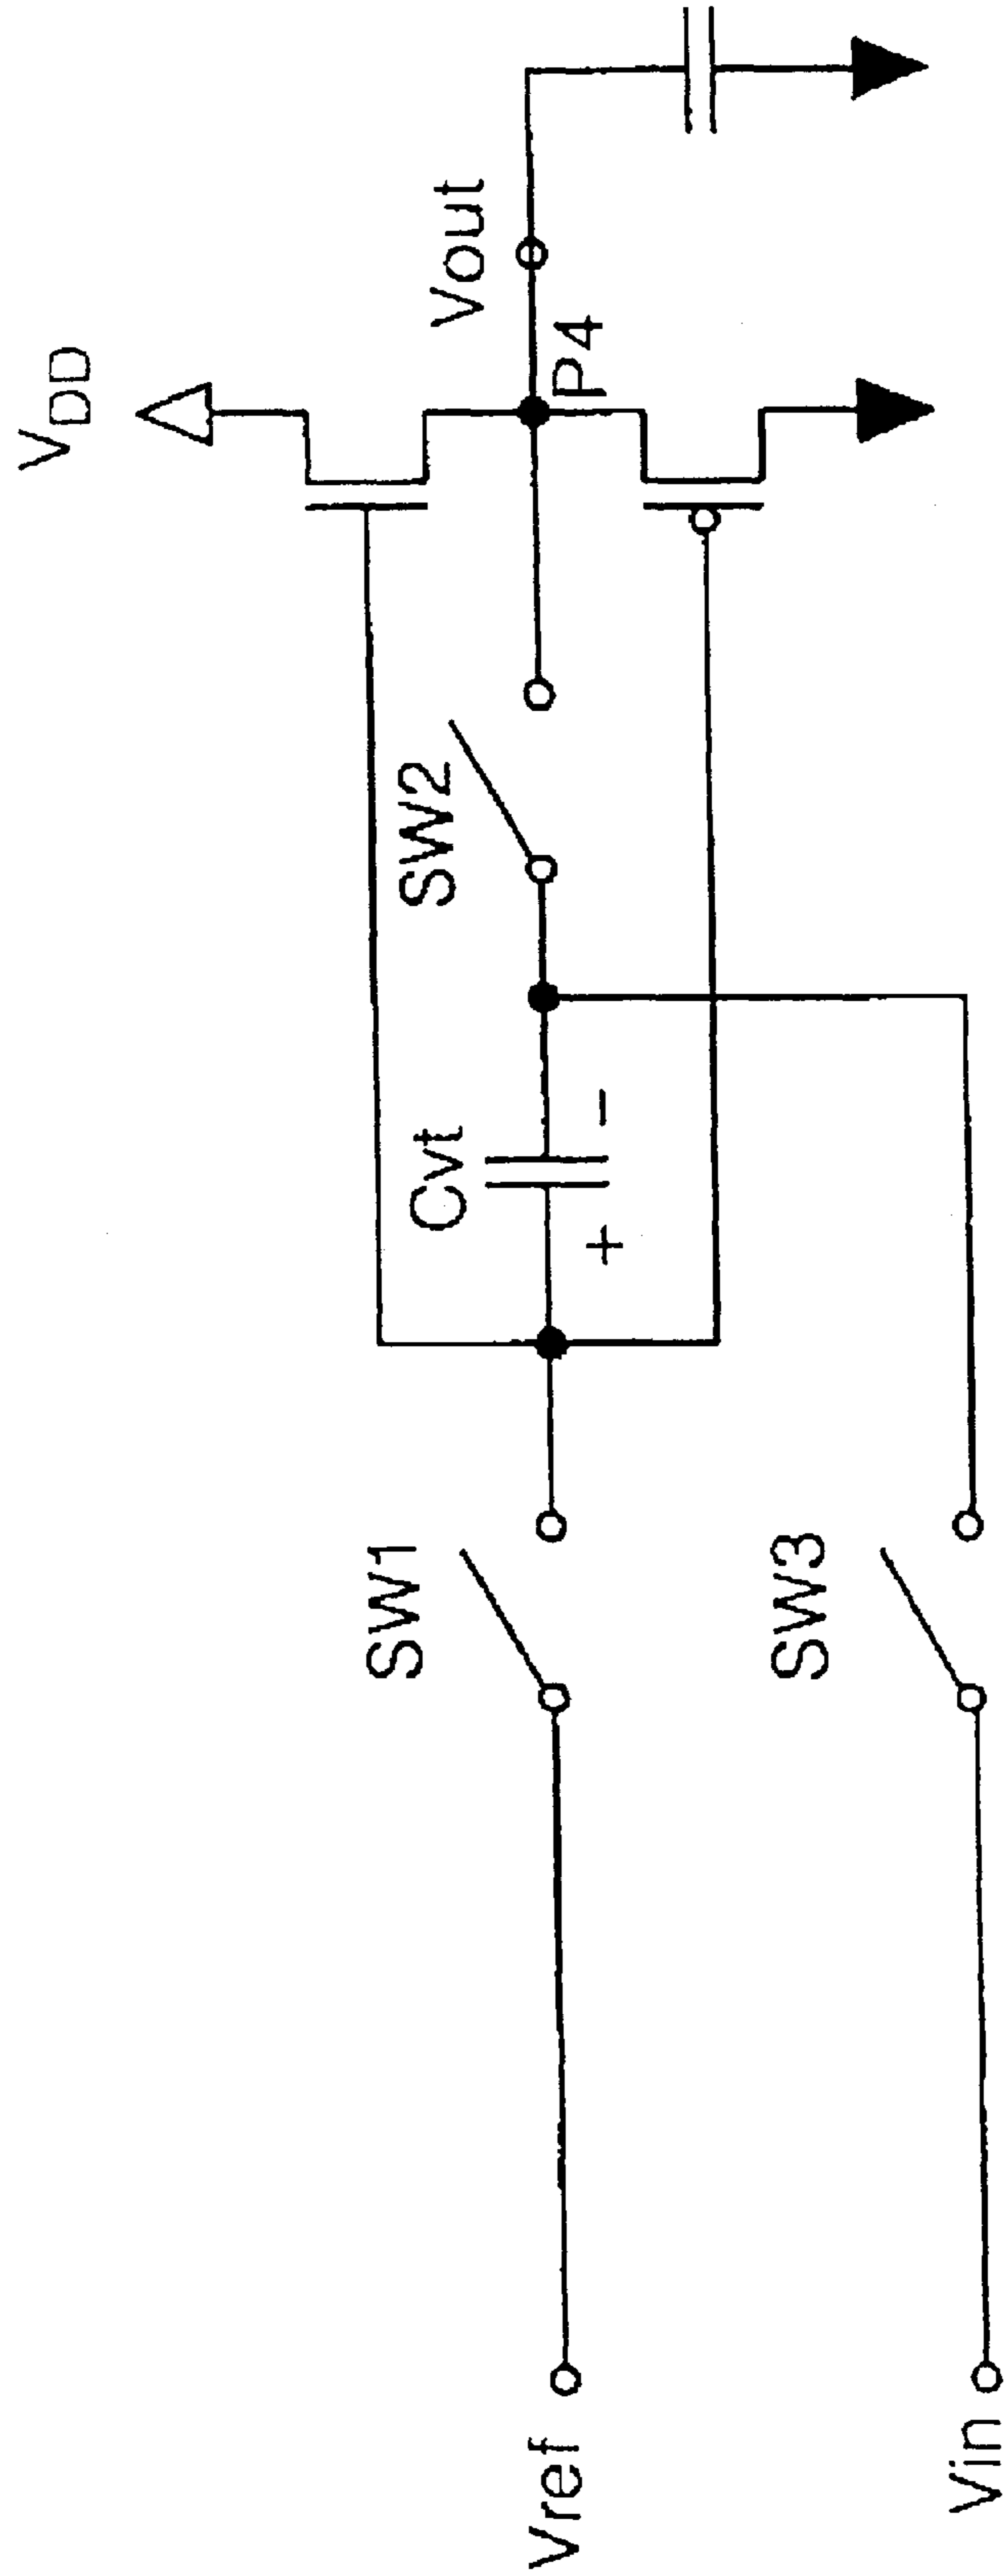 VDD
Vout
P4
SW2
Cvt
+ −
SW1
SW3
Vref
Vin